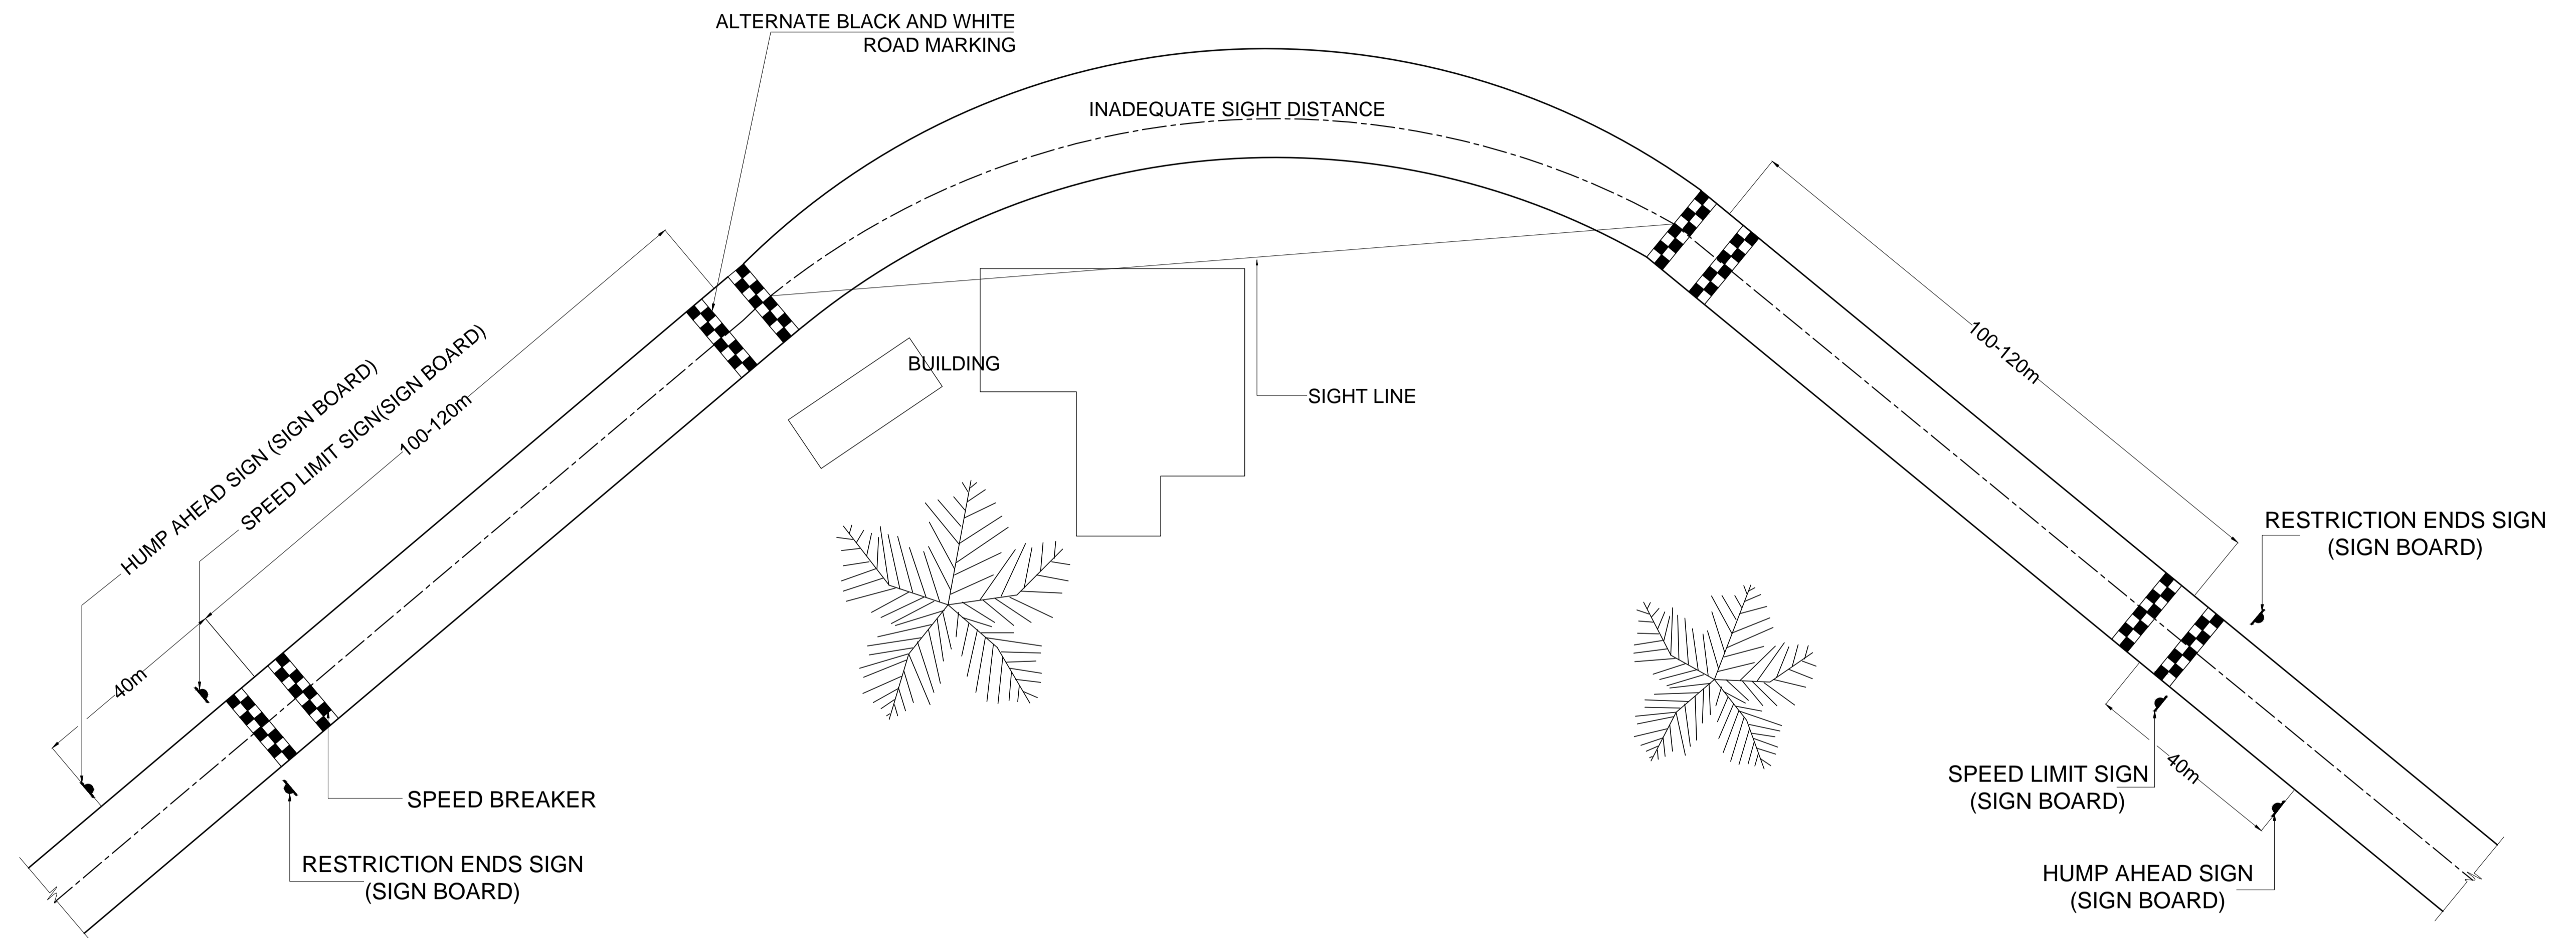 ALTERNATE BLACK AND WHITE
ROAD MARKING
INADEQUATE SIGHT DISTANCE
HUMP AHEAD SIGN (SIGN BOARD)
SPEED LIMIT SIGN(SIGN BOARD)
100-120m
40m
BUILDING
SIGHT LINE
100-120m
RESTRICTION ENDS SIGN
(SIGN BOARD)
SPEED BREAKER
RESTRICTION ENDS SIGN
(SIGN BOARD)
SPEED LIMIT SIGN
(SIGN BOARD)
40m
HUMP AHEAD SIGN
(SIGN BOARD)